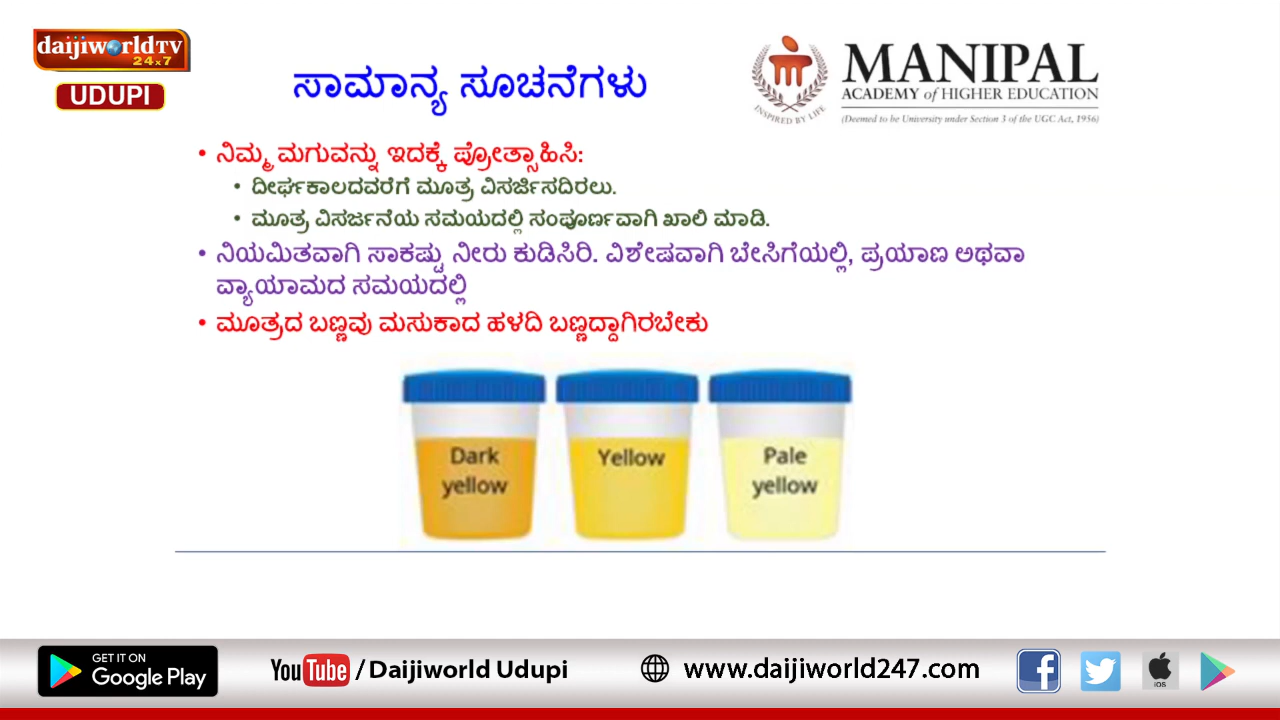 daijiworldTV
24x7
UDUPI
ಸಾಮಾನ್ಯ ಸೂಚನೆಗಳು
MANIPAL
ACADEMY of HIGHER EDUCATION
(Deemed to be University under Section 3 of the UGC Act, 1956)
INSPIRED BY LIFE
• ನಿಮ್ಮ ಮಗುವನ್ನು ಇದಕ್ಕೆ ಪ್ರೋತ್ಸಾಹಿಸಿ:
• ದೀರ್ಘಕಾಲದವರೆಗೆ ಮೂತ್ರ ವಿಸರ್ಜಿಸದಿರಲು.
• ಮೂತ್ರ ವಿಸರ್ಜನೆಯ ಸಮಯದಲ್ಲಿ ಸಂಪೂರ್ಣವಾಗಿ ಖಾಲಿ ಮಾಡಿ.
• ನಿಯಮಿತವಾಗಿ ಸಾಕಷ್ಟು ನೀರು ಕುಡಿಸಿರಿ. ವಿಶೇಷವಾಗಿ ಬೇಸಿಗೆಯಲ್ಲಿ, ಪ್ರಯಾಣ ಅಥವಾ
ವ್ಯಾಯಾಮದ ಸಮಯದಲ್ಲಿ
• ಮೂತ್ರದ ಬಣ್ಣವು ಮಸುಕಾದ ಹಳದಿ ಬಣ್ಣದ್ದಾಗಿರಬೇಕು
Dark
yellow
Yellow
Pale
yellow
GET IT ON
Google Play
YouTube / Daijiworld Udupi
www.daijiworld247.com
iOS